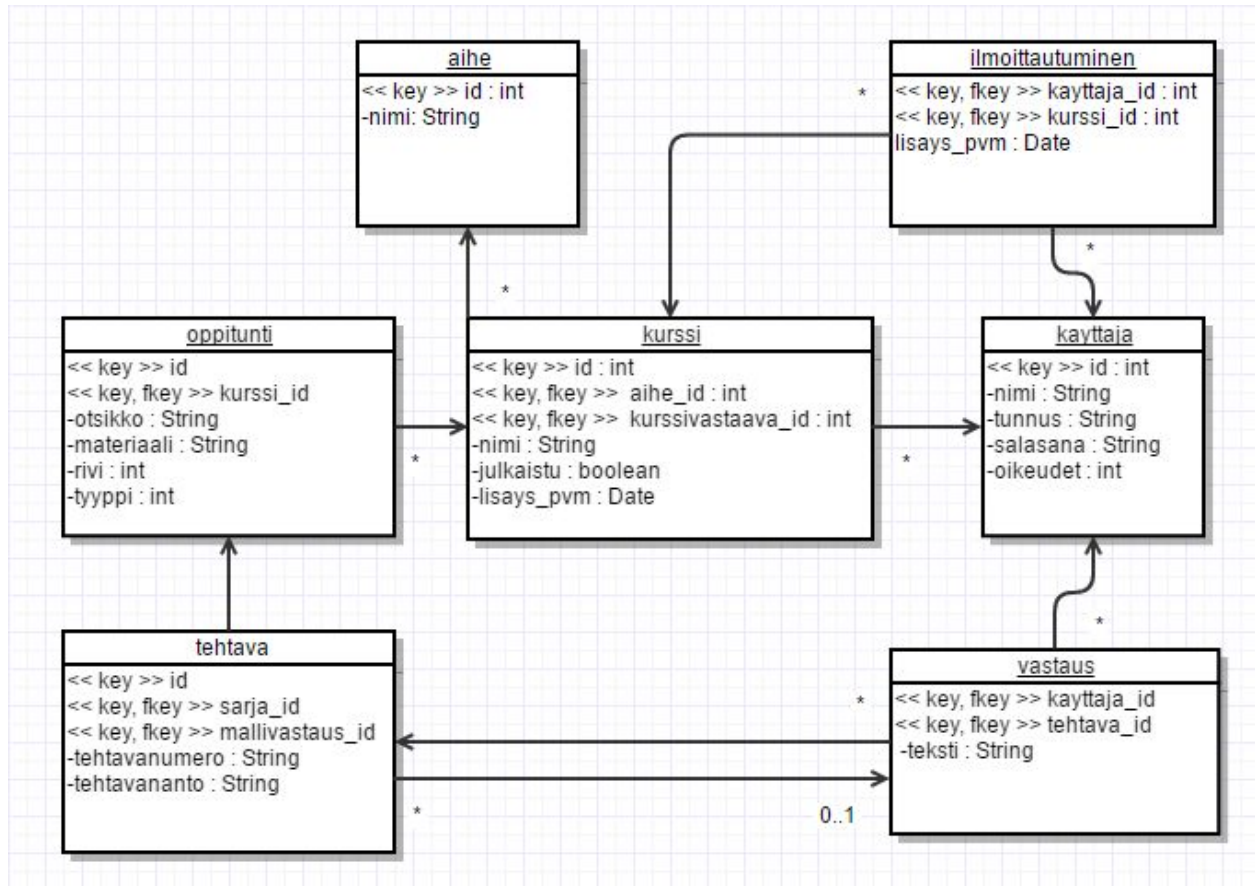 aihe
<< key >> id : int
-nimi: String
ilmoittautuminen
<< key, fkey >> kayttaja_id : int
<< key, fkey >> kurssi_id : int
lisays_pvm : Date
*
*
*
oppitunti
<< key >> id
<< key, fkey >> kurssi_id
-otsikko : String
-materiaali : String
-rivi : int
-tyyppi : int
*
kurssi
<< key >> id : int
<< key, fkey >> aihe_id : int
<< key, fkey >> kurssivastaava_id : int
-nimi : String
-julkaistu : boolean
-lisays_pvm : Date
*
kayttaja
<< key >> id : int
-nimi : String
-tunnus : String
-salasana : String
-oikeudet : int
*
tehtava
<< key >> id
<< key, fkey >> sarja_id
<< key, fkey >> mallivastaus_id
-tehtavanumero : String
-tehtavananto : String
*
*
0..1
vastaus
<< key, fkey >> kayttaja_id
<< key, fkey >> tehtava_id
-teksti : String